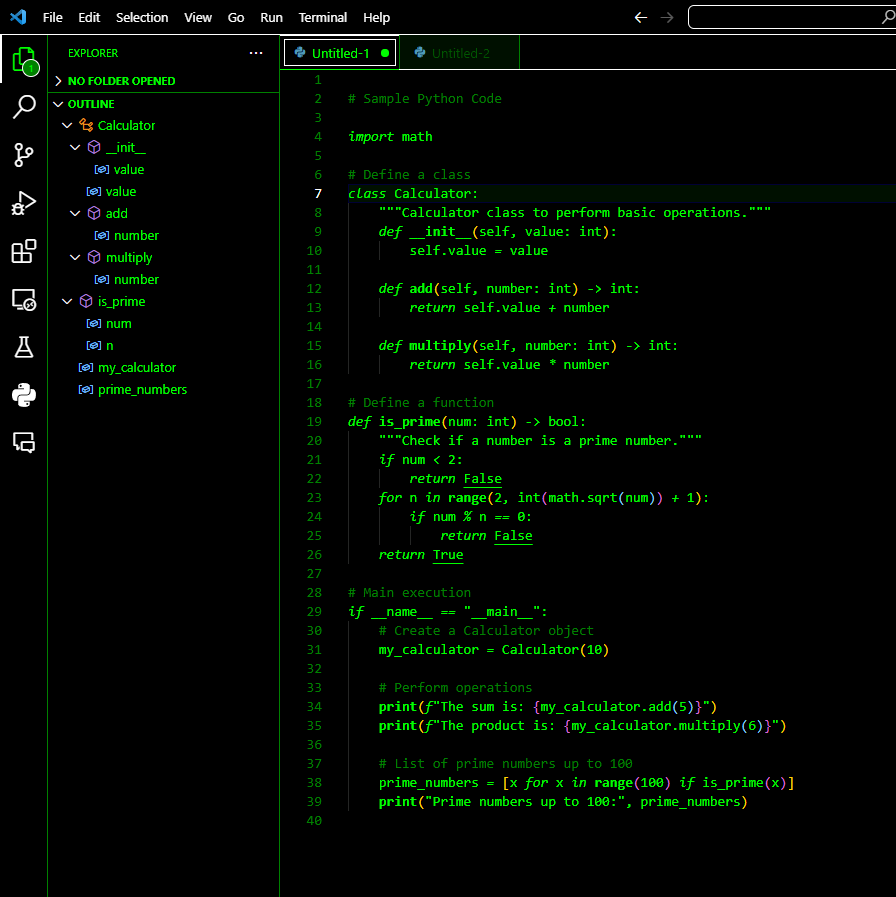 File Edit Selection View Go Run Terminal Help
EXPLORER ...
Untitled-1
Untitled-2
1
NO FOLDER OPENED
OUTLINE
Calculator
__init__
value
value
add
number
multiply
number
is_prime
num
n
my_calculator
prime_numbers
1
2 # Sample Python Code
3
4 import math
5
6 # Define a class
7 class Calculator:
8     """Calculator class to perform basic operations."""
9     def __init__(self, value: int):
10         self.value = value
11
12     def add(self, number: int) -> int:
13         return self.value + number
14
15     def multiply(self, number: int) -> int:
16         return self.value * number
17
18 # Define a function
19 def is_prime(num: int) -> bool:
20     """Check if a number is a prime number."""
21     if num < 2:
22         return False
23     for n in range(2, int(math.sqrt(num)) + 1):
24         if num % n == 0:
25             return False
26     return True
27
28 # Main execution
29 if __name__ == "__main__":
30     # Create a Calculator object
31     my_calculator = Calculator(10)
32
33     # Perform operations
34     print(f"The sum is: {my_calculator.add(5)}")
35     print(f"The product is: {my_calculator.multiply(6)}")
36
37     # List of prime numbers up to 100
38     prime_numbers = [x for x in range(100) if is_prime(x)]
39     print("Prime numbers up to 100:", prime_numbers)
40